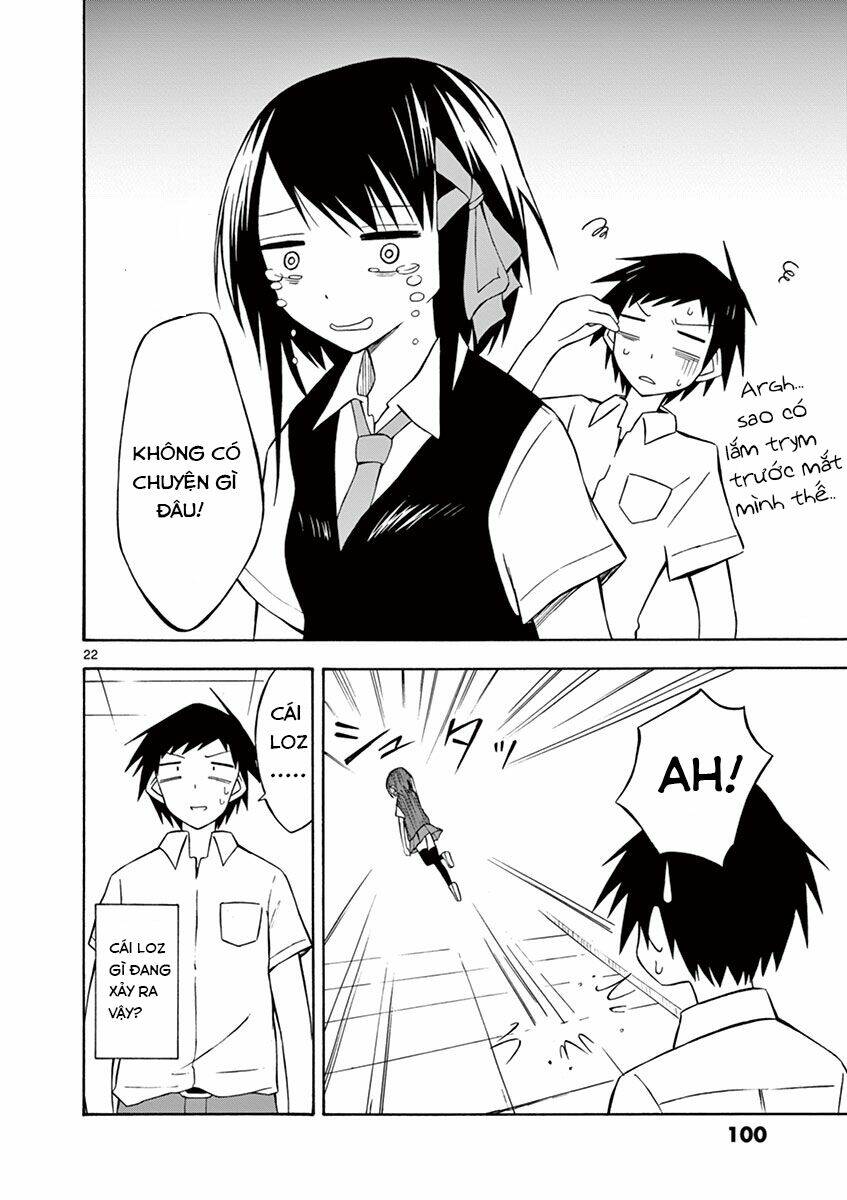 KHÔNG CÓ
CHUYỆN GÌ
ĐÂU!
ARGH...
SAO CÓ
LẮM TRYM
TRƯỚC MẮT
MÌNH THẾ..
22
AH!
シュタッ
CÁI
LOZ
.....
CÁI LOZ
GÌ ĐANG
XẢY RA
VẬY?
100